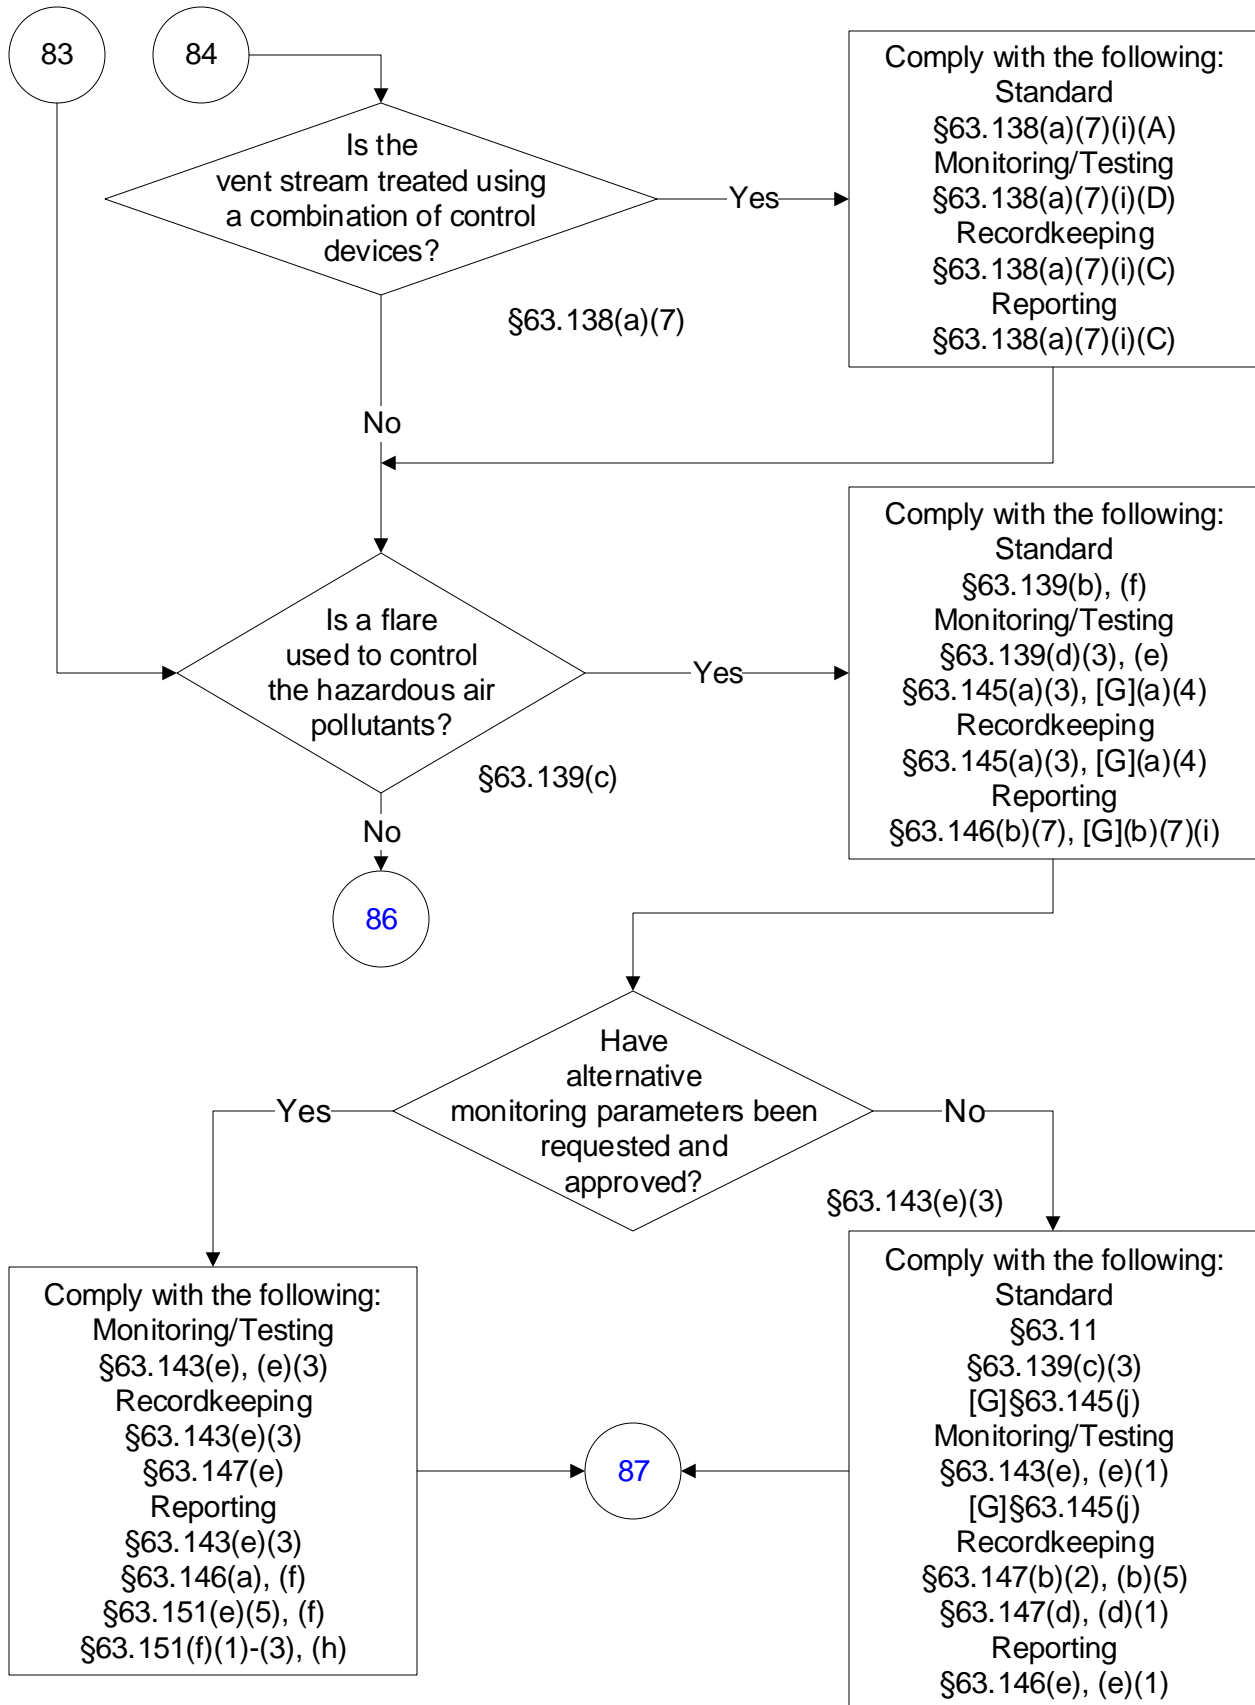 83
84
Is the
vent stream treated using
a combination of control
devices?
Yes
§63.138(a)(7)
No
Comply with the following:
Standard
§63.138(a)(7)(i)(A)
Monitoring/Testing
§63.138(a)(7)(i)(D)
Recordkeeping
§63.138(a)(7)(i)(C)
Reporting
§63.138(a)(7)(i)(C)
Is a flare
used to control
the hazardous air
pollutants?
Yes
§63.139(c)
No
86
Comply with the following:
Standard
§63.139(b), (f)
Monitoring/Testing
§63.139(d)(3), (e)
§63.145(a)(3), [G](a)(4)
Recordkeeping
§63.145(a)(3), [G](a)(4)
Reporting
§63.146(b)(7), [G](b)(7)(i)
Have
alternative
monitoring parameters been
requested and
approved?
Yes
No
§63.143(e)(3)
Comply with the following:
Monitoring/Testing
§63.143(e), (e)(3)
Recordkeeping
§63.143(e)(3)
§63.147(e)
Reporting
§63.143(e)(3)
§63.146(a), (f)
§63.151(e)(5), (f)
§63.151(f)(1)-(3), (h)
87
Comply with the following:
Standard
§63.11
§63.139(c)(3)
[G]§63.145(j)
Monitoring/Testing
§63.143(e), (e)(1)
[G]§63.145(j)
Recordkeeping
§63.147(b)(2), (b)(5)
§63.147(d), (d)(1)
Reporting
§63.146(e), (e)(1)